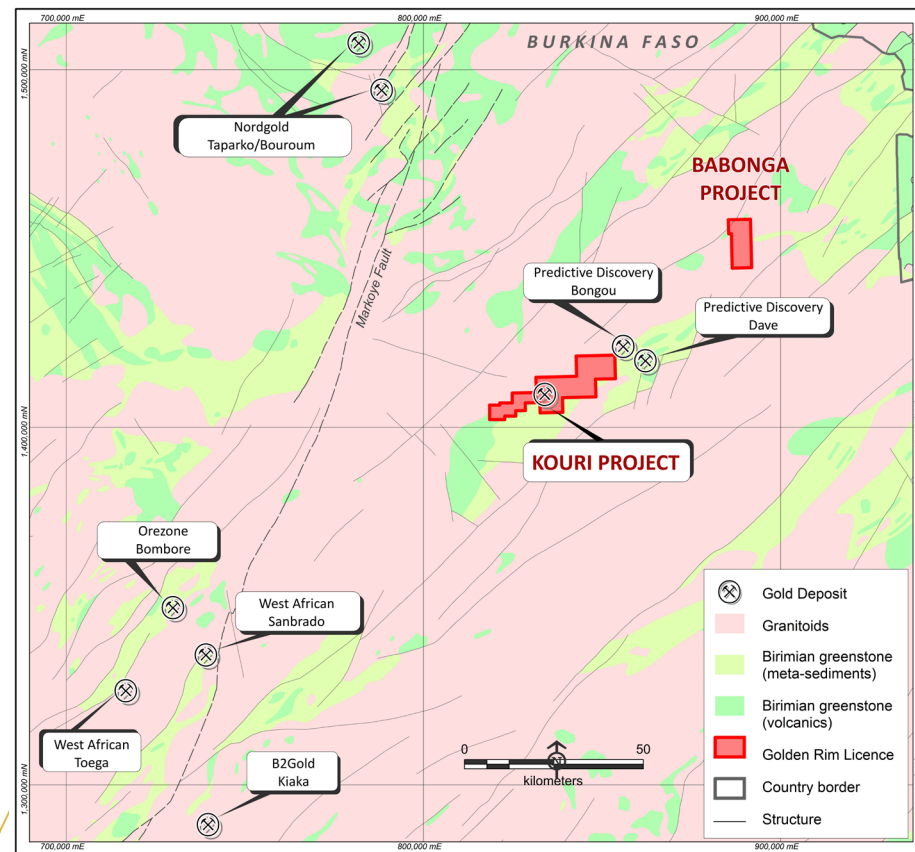 700,000 mE
800,000 mE
900,000 mE
BURKINA FASO
1,500,000 mN
Nordgold
Taparko/Bouroum
BABONGA
PROJECT
Markoye Fault
Predictive Discovery
Bongou
Predictive Discovery
Dave
1,400,000 mN
KOURI PROJECT
Orezone
Bombore
West African
Sanbrado
West African
Toega
B2Gold
Kiaka
0
50
N
kilometers
Gold Deposit
Granitoids
Birimian greenstone
(meta-sediments)
Birimian greenstone
(volcanics)
Golden Rim Licence
Country border
Structure
1,300,000 mN
700,000 mE
800,000 mE
900,000 mE